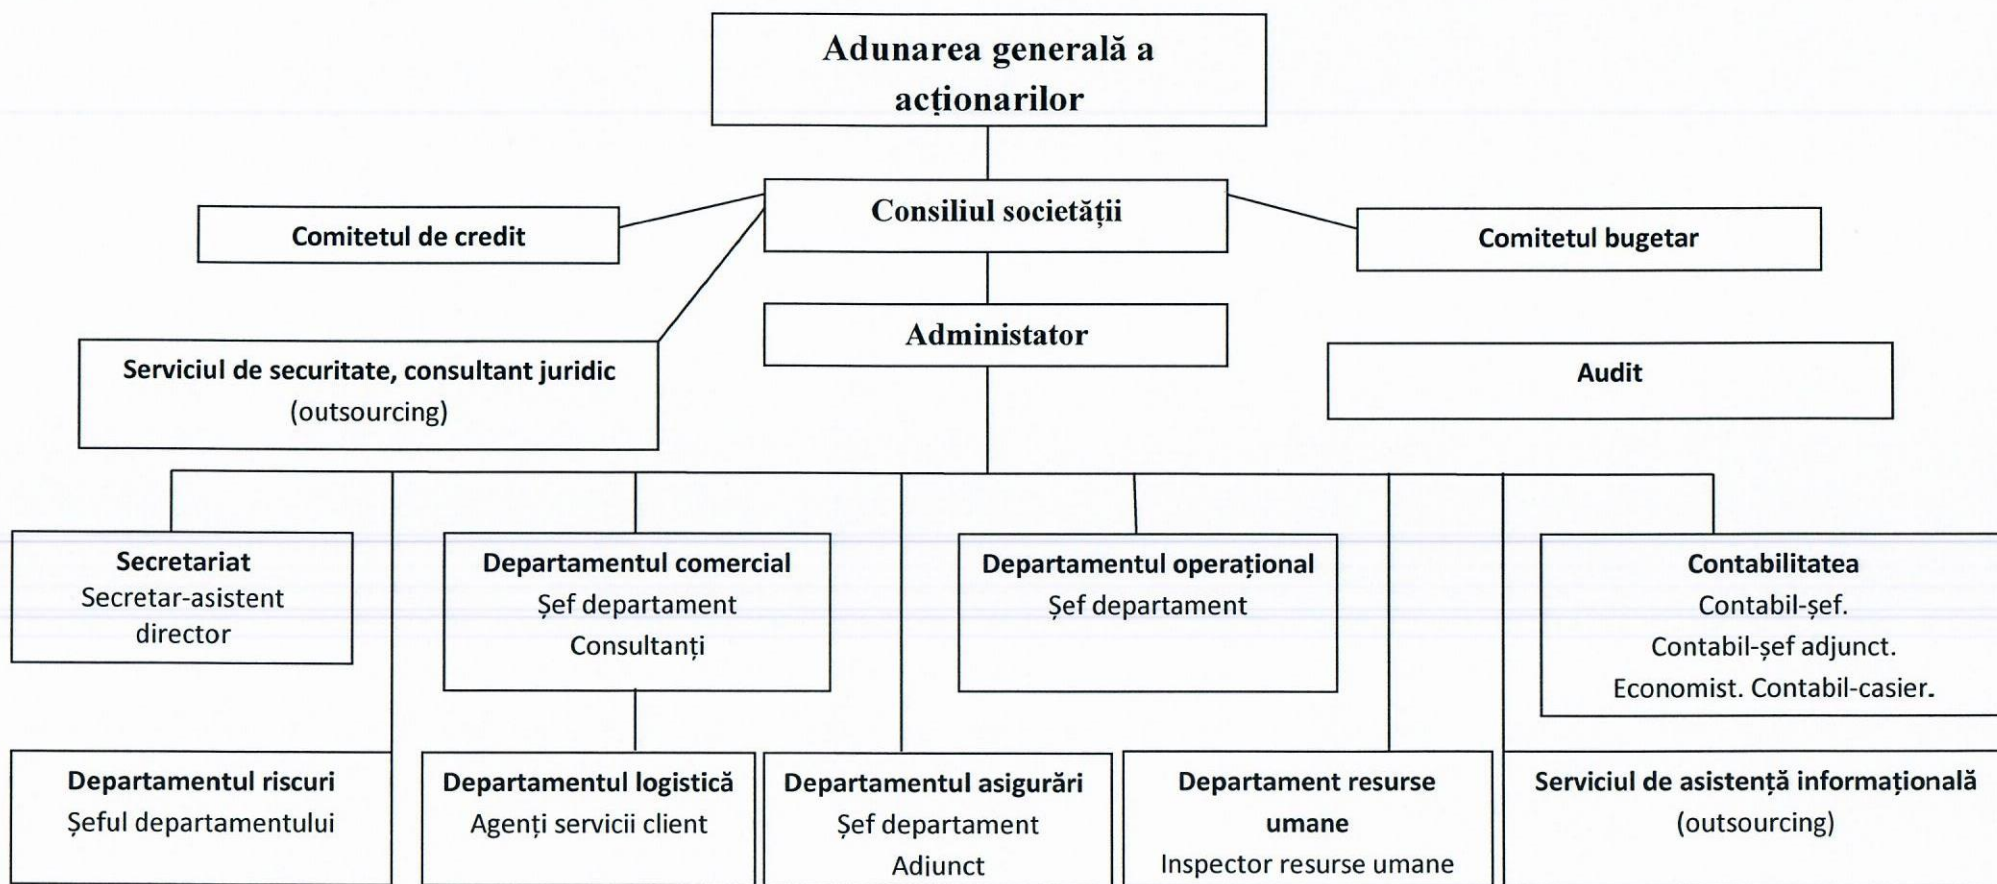 Adunarea generală a
acționarilor
Consiliul societății
Comitetul de credit
Comitetul bugetar
Administator
Serviciul de securitate, consultant juridic
(outsourcing)
Audit
Secretariat
Secretar-asistent
director
Departamentul comercial
Șef departament
Consultanți
Departamentul operațional
Șef departament
Contabilitatea
Contabil-șef.
Contabil-șef adjunct.
Economist. Contabil-casier.
Departamentul riscuri
Șeful departamentului
Departamentul logistică
Agenți servicii client
Departamentul asigurări
Șef departament
Adjunct
Departament resurse
umane
Inspector resurse umane
Serviciul de asistență informațională
(outsourcing)